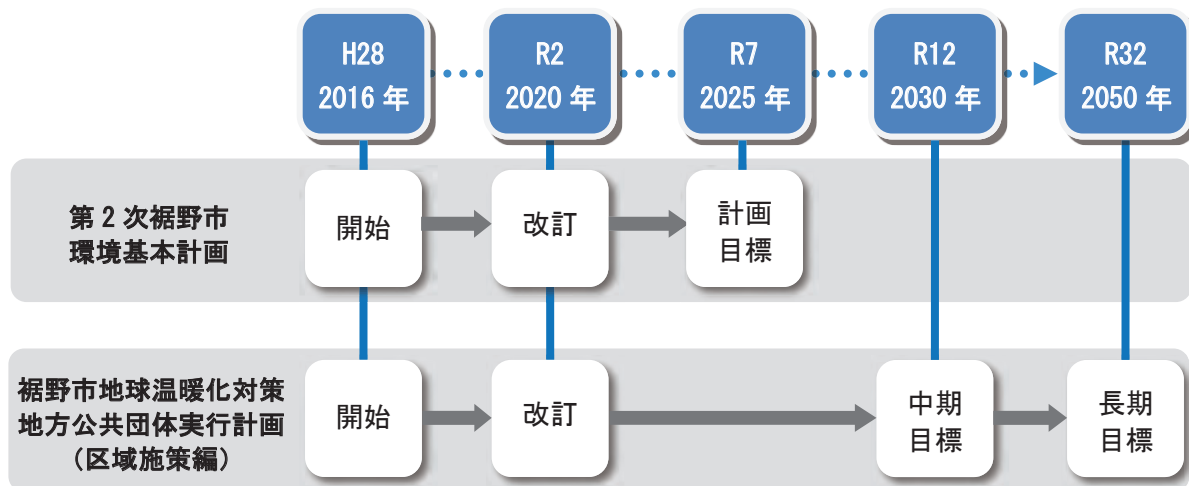 H28
2016 年
R2
2020 年
R7
2025 年
R12
2030 年
R32
2050 年
第 2 次裾野市
環境基本計画
開始
改訂
計画
目標
裾野市地球温暖化対策
地方公共団体実行計画
（区域施策編）
開始
改訂
中期
目標
長期
目標